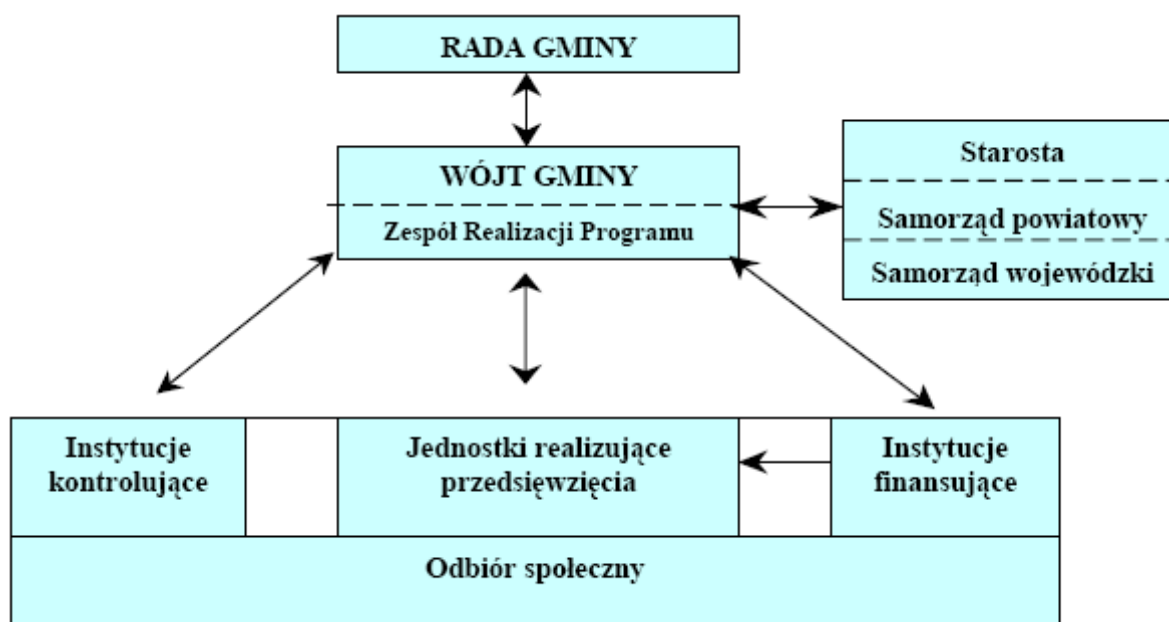 RADA GMINY
WÓJT GMINY
Zespół Realizacji Programu
Starosta
Samorząd powiatowy
Samorząd wojewódzki
Instytucje
kontrolujące
Jednostki realizujące
przedsięwzięcia
Instytucje
finansujące
Odbiór społeczny